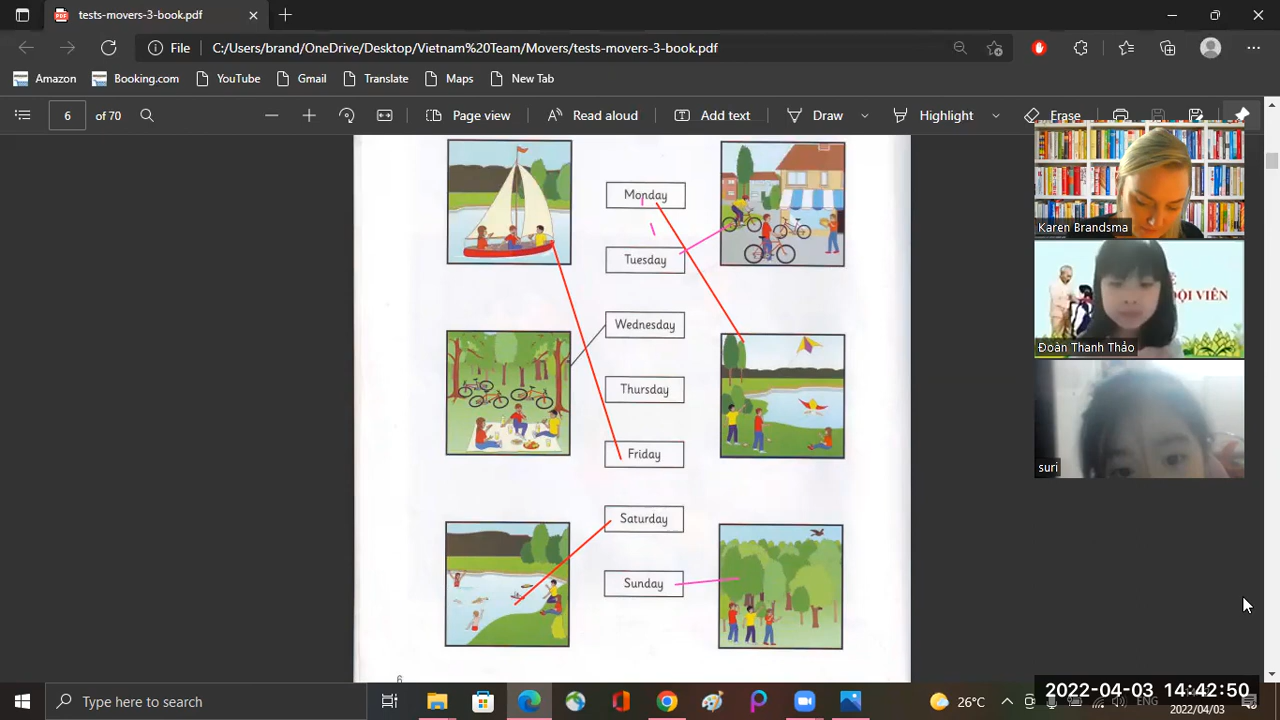 tests-movers-3-book.pdf
File C:/Users/brand/OneDrive/Desktop/Vietnam%20Team/Movers/tests-movers-3-book.pdf
Amazon Booking.com YouTube Gmail Translate Maps New Tab
6 of 70 Page view Read aloud Add text Draw Highlight Erase
Monday
Tuesday
Wednesday
Thursday
Friday
Saturday
Sunday
6
Karen Brandsma
Đoàn Thanh Thảo
suri
Type here to search
26°C
ENG
2022-04-03 14:42:50
2022/04/03